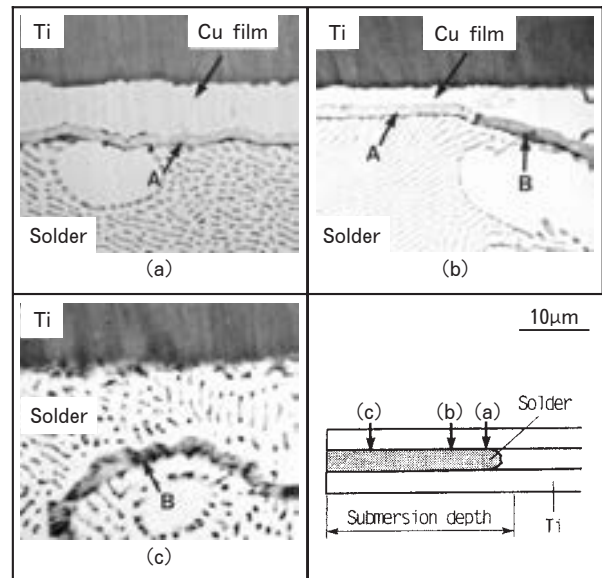 Ti
Cu film
A
Solder
(a)
Ti
Cu film
A
B
Solder
(b)
Ti
Solder
B
(c)
10μm
(c)
(b)
(a)
Solder
Submersion depth
Ti